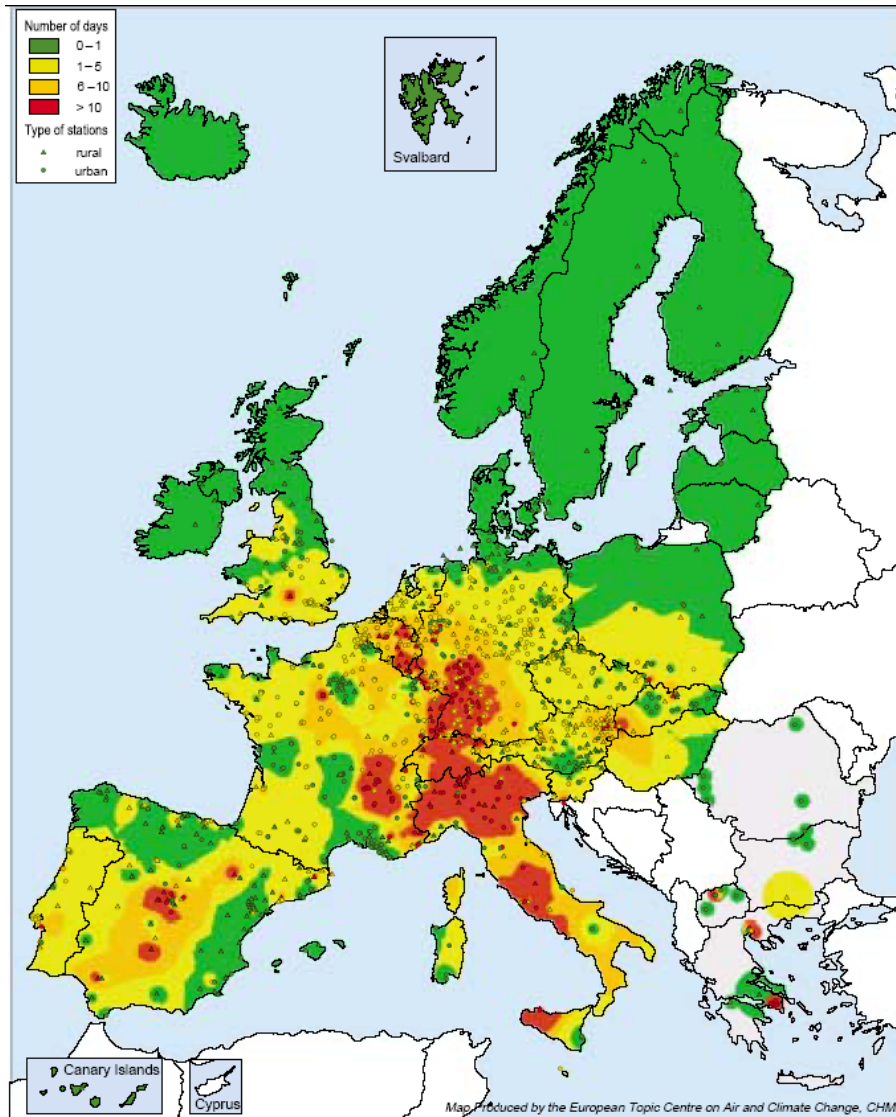 Number of days
0 – 1
1 – 5
6 – 10
> 10
Type of stations
rural
urban
Svalbard
Canary Islands
Cyprus
Map Produced by the European Topic Centre on Air and Climate Change, CHM